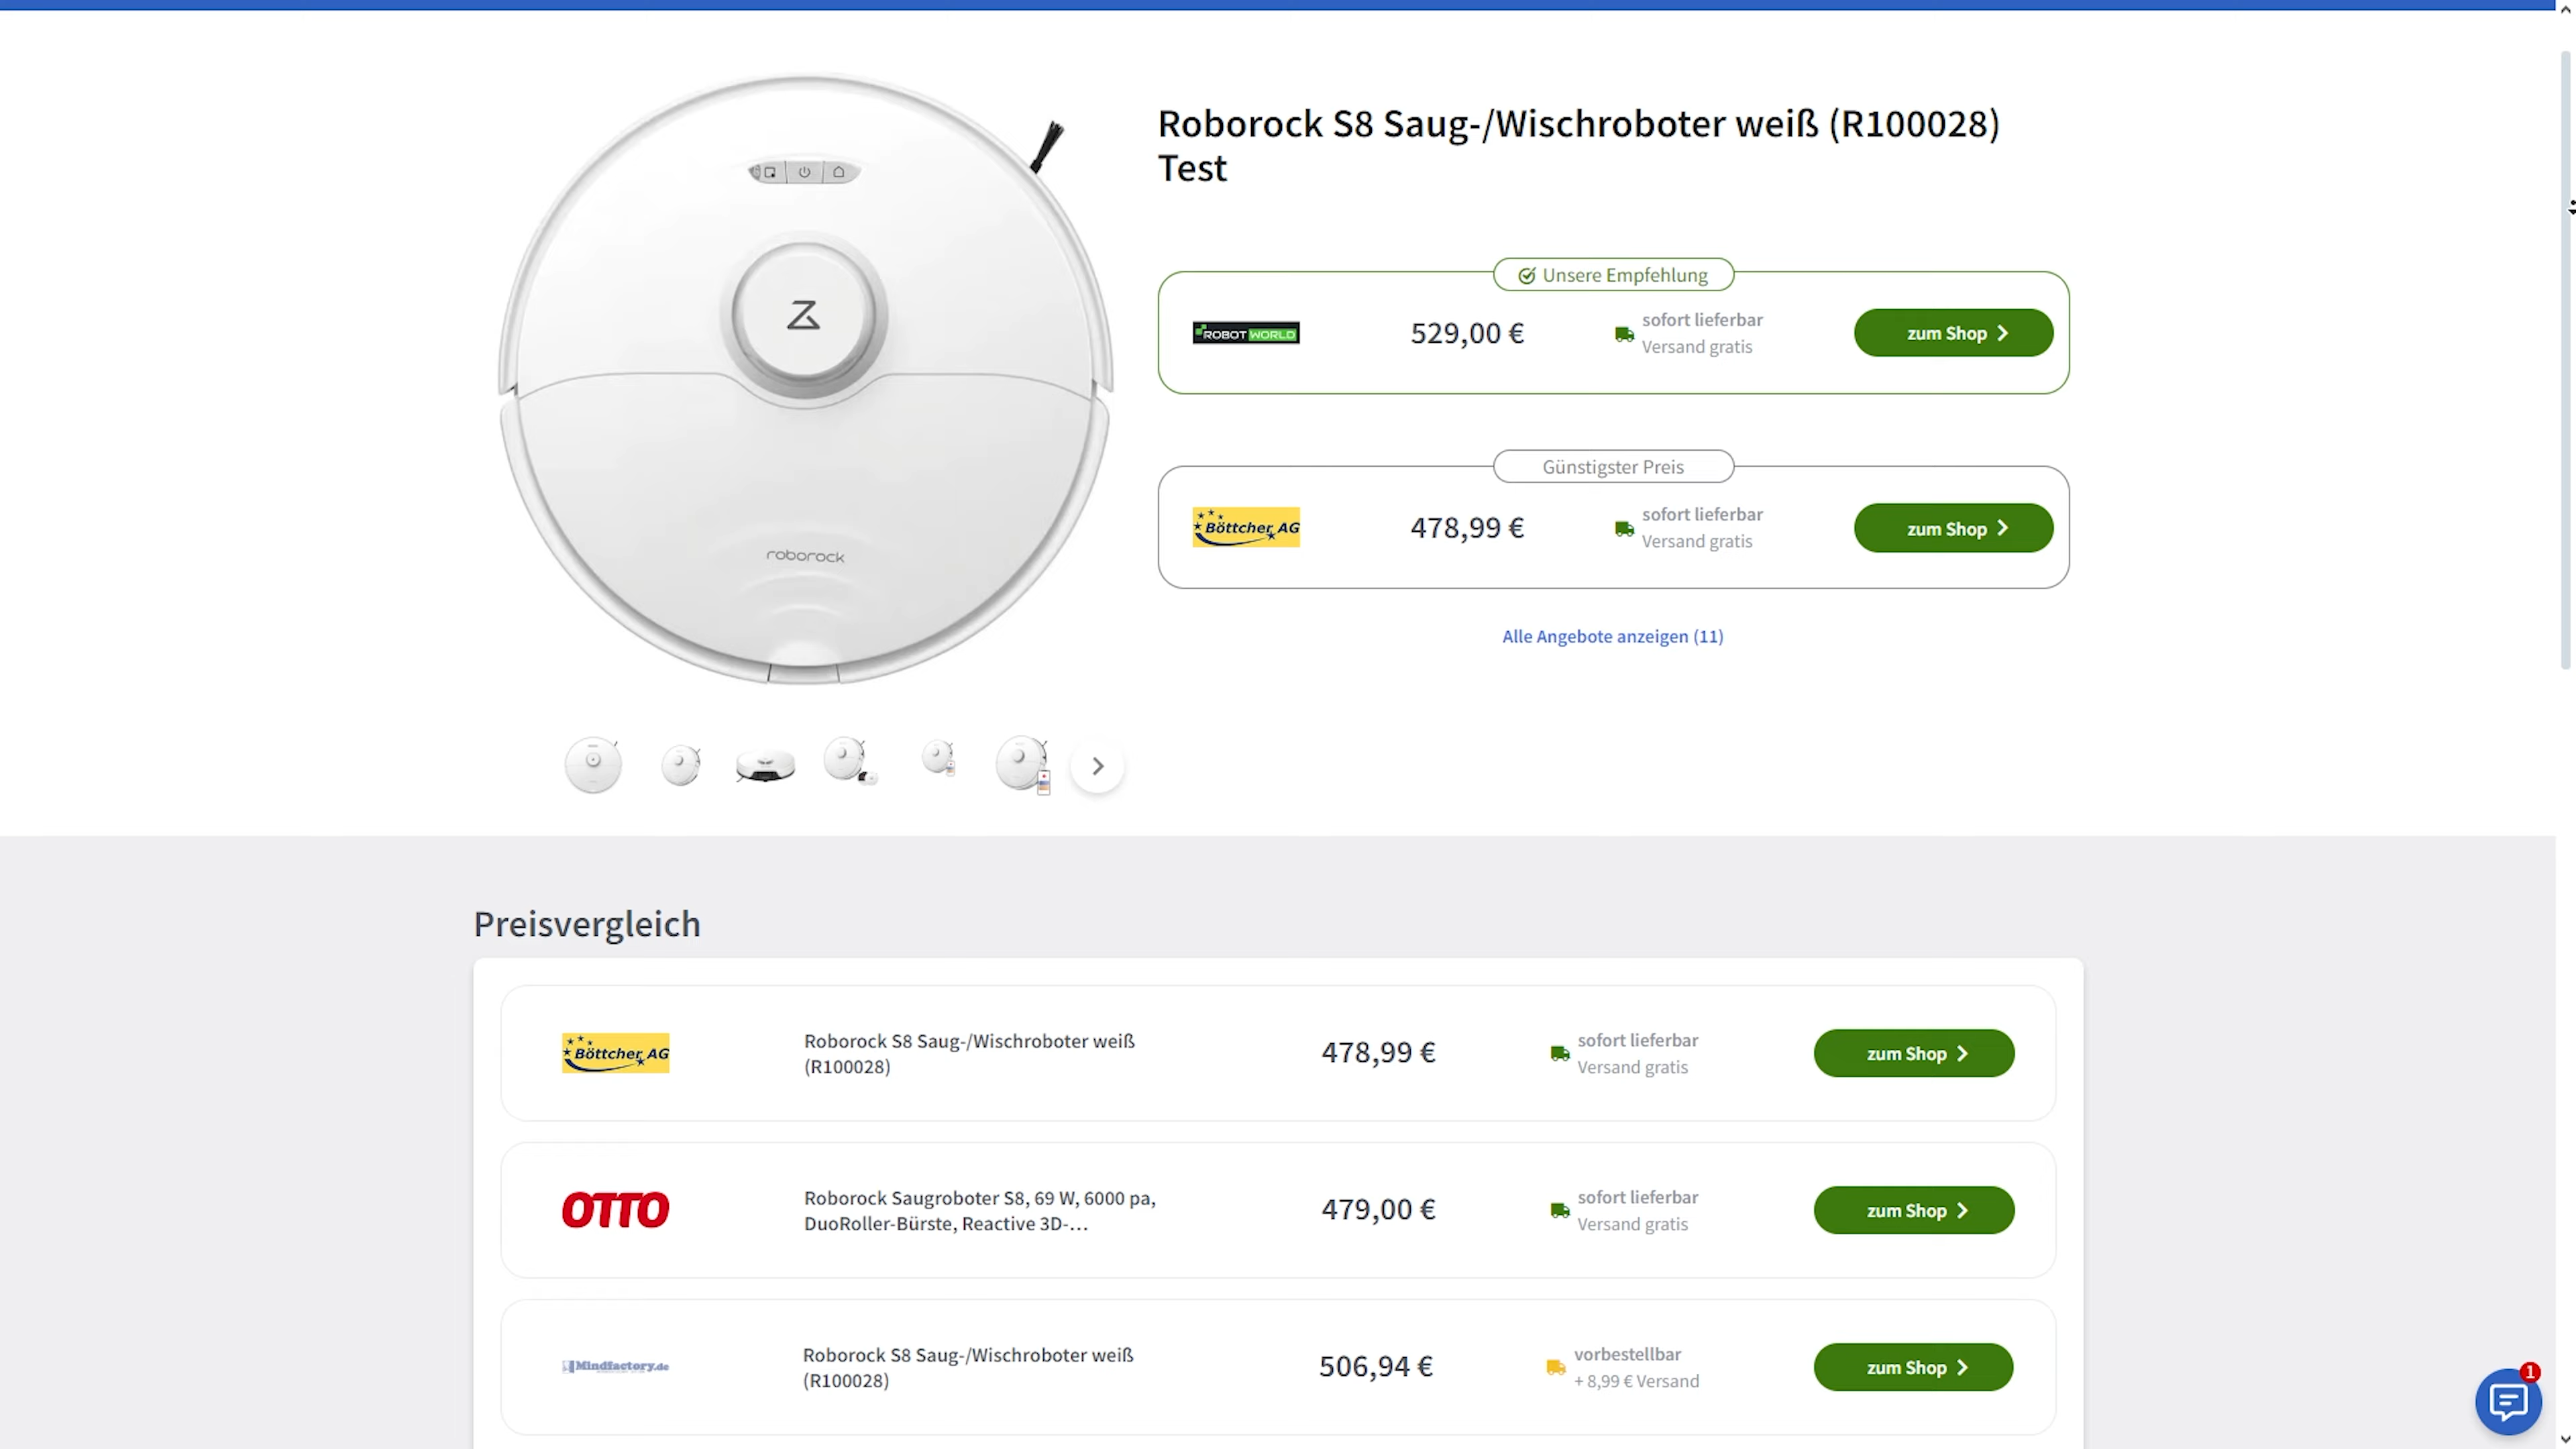 Roborock S8 Saug-/Wischroboter weiß (R100028)
Test
roborock
Unsere Empfehlung
ROBOT WORLD
529,00 €
sofort lieferbar
Versand gratis
zum Shop
Günstigster Preis
Böttcher AG
478,99 €
sofort lieferbar
Versand gratis
zum Shop
Alle Angebote anzeigen (11)
Preisvergleich
Böttcher AG
Roborock S8 Saug-/Wischroboter weiß
(R100028)
478,99 €
sofort lieferbar
Versand gratis
zum Shop
OTTO
Roborock Saugroboter S8, 69 W, 6000 pa,
DuoRoller-Bürste, Reactive 3D-…
479,00 €
sofort lieferbar
Versand gratis
zum Shop
Mindfactory.de
Roborock S8 Saug-/Wischroboter weiß
(R100028)
506,94 €
vorbestellbar
+ 8,99 € Versand
zum Shop
1